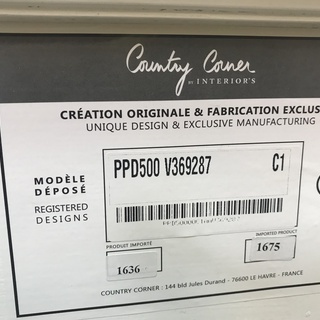 Country Corner
BY INTERIOR'S
CRÉATION ORIGINALE & FABRICATION EXCLUS
UNIQUE DESIGN & EXCLUSIVE MANUFACTURING
MODÈLE
DÉPOSÉ
REGISTERED
DESIGNS
PPD500 V369287 C1
PRODUIT IMPORTÉ
1636
IMPORTED PRODUCT
1675
COUNTRY CORNER : 144 bld Jules Durand - 76600 LE HAVRE - FRANCE